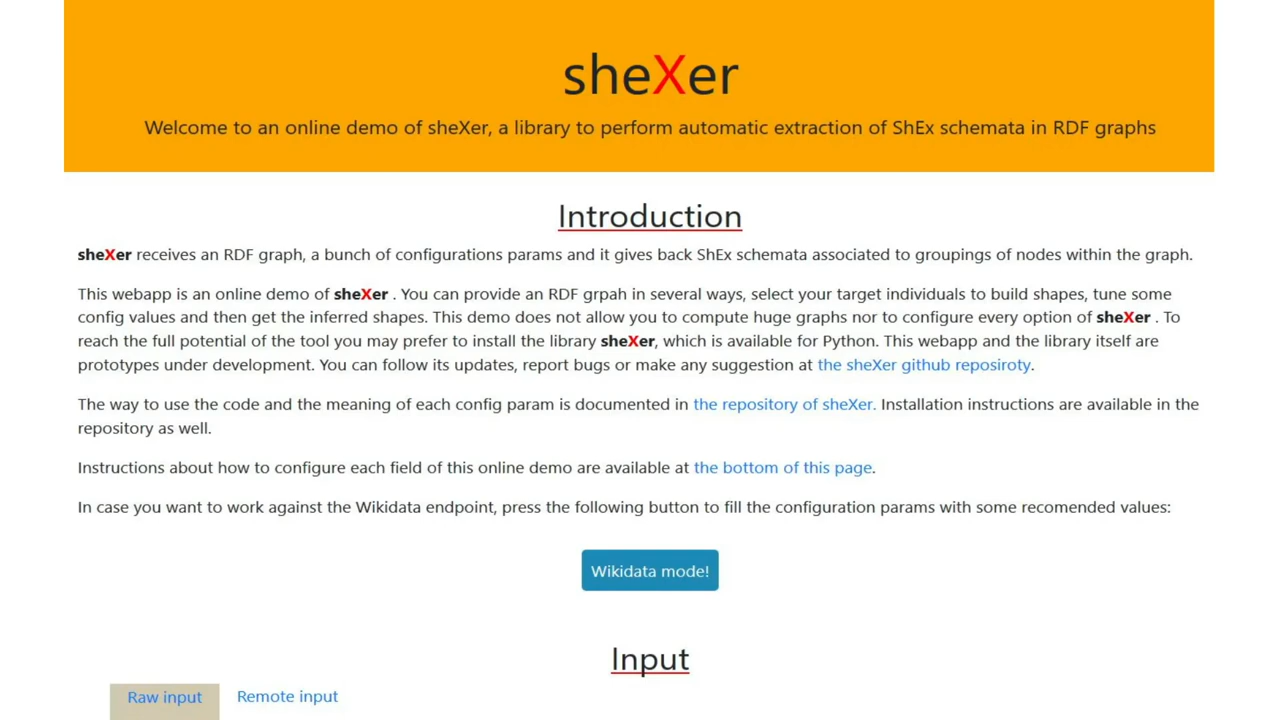 sheXer
Welcome to an online demo of sheXer, a library to perform automatic extraction of ShEx schemata in RDF graphs
Introduction
sheXer receives an RDF graph, a bunch of configurations params and it gives back ShEx schemata associated to groupings of nodes within the graph.
This webapp is an online demo of sheXer . You can provide an RDF grpah in several ways, select your target individuals to build shapes, tune some
config values and then get the inferred shapes. This demo does not allow you to compute huge graphs nor to configure every option of sheXer . To
reach the full potential of the tool you may prefer to install the library sheXer, which is available for Python. This webapp and the library itself are
prototypes under development. You can follow its updates, report bugs or make any suggestion at the sheXer github reposiroty.
The way to use the code and the meaning of each config param is documented in the repository of sheXer. Installation instructions are available in the
repository as well.
Instructions about how to configure each field of this online demo are available at the bottom of this page.
In case you want to work against the Wikidata endpoint, press the following button to fill the configuration params with some recomended values:
Wikidata mode!
Input
Raw input Remote input